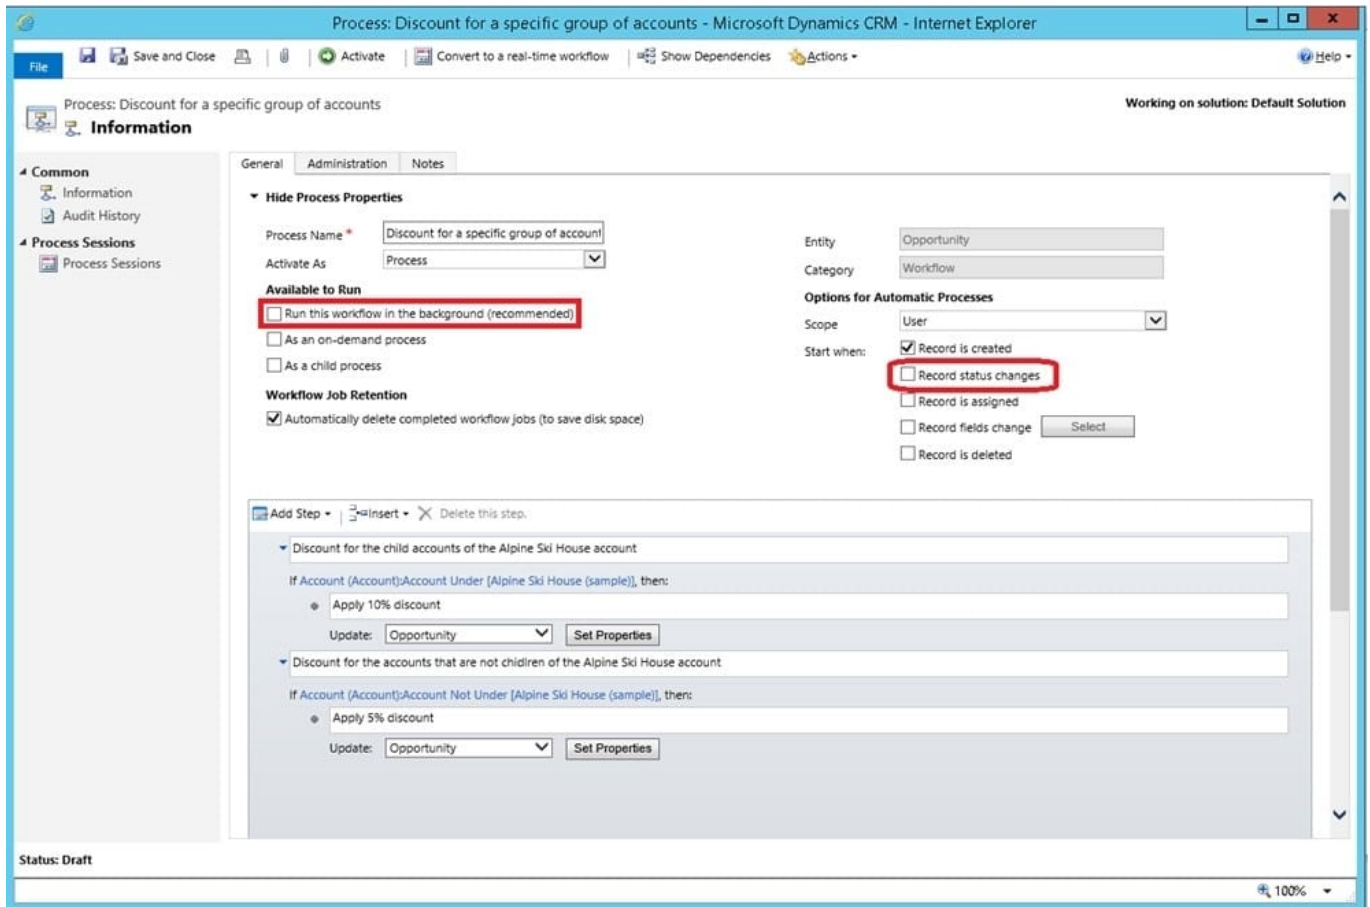 Process: Discount for a specific group of accounts - Microsoft Dynamics CRM - Internet Explorer
File Save and Close Activate Convert to a real-time workflow Show Dependencies Actions Help
Process: Discount for a specific group of accounts
Information
Working on solution: Default Solution
Common
Information
Audit History
Process Sessions
Process Sessions
General Administration Notes
Hide Process Properties
Process Name * Discount for a specific group of account
Activate As Process
Available to Run
Run this workflow in the background (recommended)
As an on-demand process
As a child process
Workflow Job Retention
Automatically delete completed workflow jobs (to save disk space)
Entity Opportunity
Category Workflow
Options for Automatic Processes
Scope User
Start when: Record is created
Record status changes
Record is assigned
Record fields change Select
Record is deleted
Add Step Insert Delete this step.
Discount for the child accounts of the Alpine Ski House account
If Account (Account):Account Under [Alpine Ski House (sample)], then:
Apply 10% discount
Update: Opportunity Set Properties
Discount for the accounts that are not chidlren of the Alpine Ski House account
If Account (Account):Account Not Under [Alpine Ski House (sample)], then:
Apply 5% discount
Update: Opportunity Set Properties
Status: Draft
100%